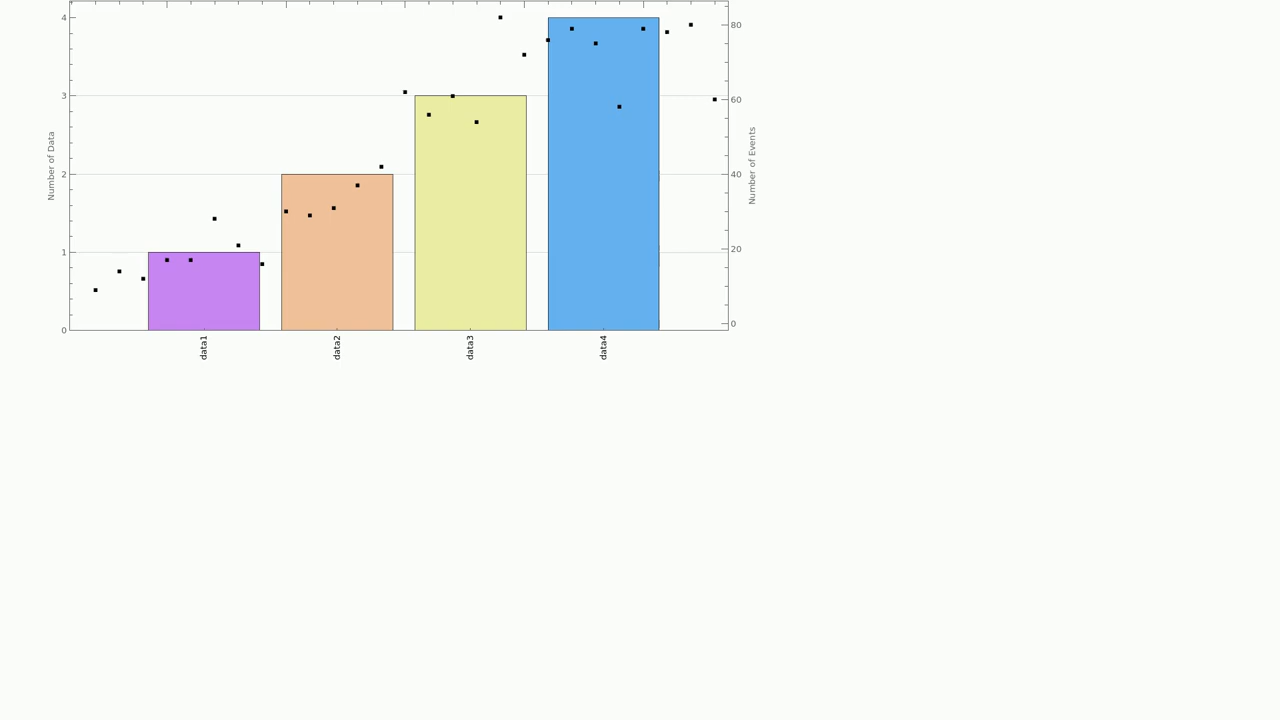 Number of Data
4
3
2
1
0
data1
data2
data3
data4
80
60
40
20
0
Number of Events